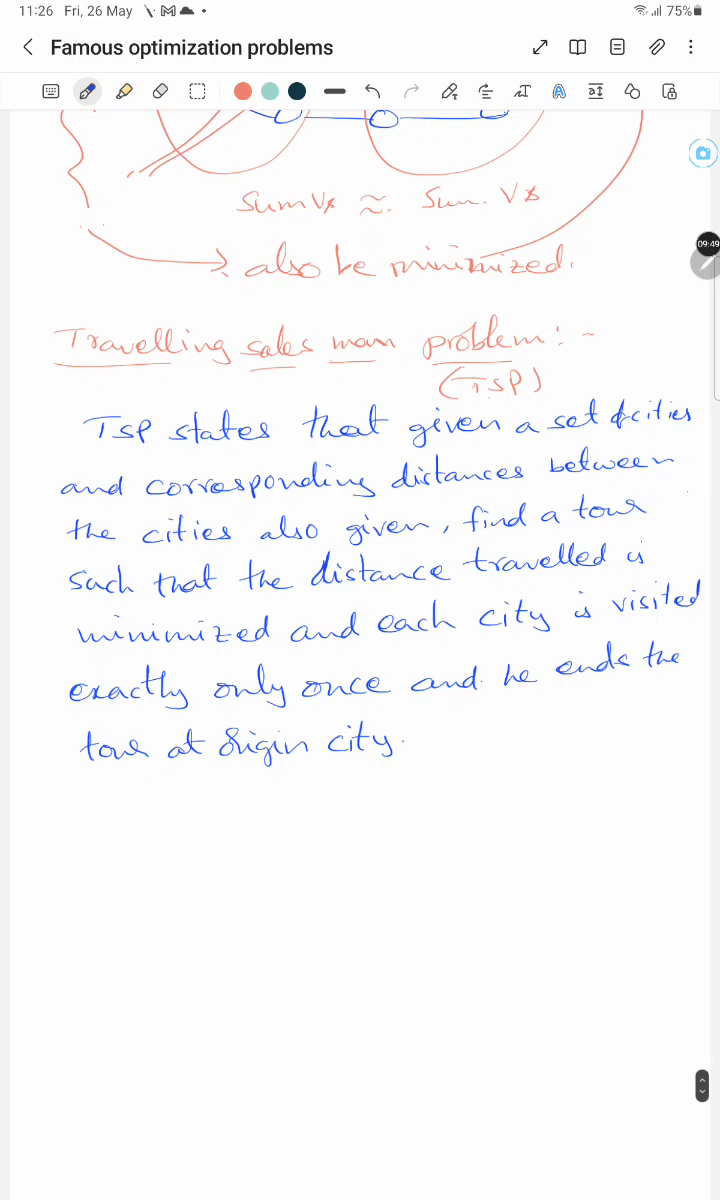 11:26 Fri, 26 May 75%
Famous optimization problems
Sum Vs ≈ Sum. Vs
09:49
also be minimized.
Travelling sales man problem :-
(TSP)
TSP states that given a set of cities
and corresponding distances between
the cities also given, find a tour
such that the distance travelled is
minimized and each city is visited
exactly only once and he ends the
tour at origin city.